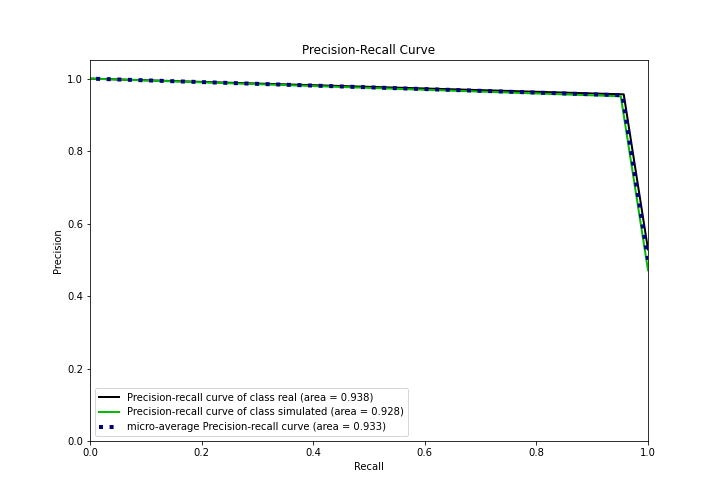 Precision-Recall Curve
1.0
0.8
0.6
0.4
0.2
0.0
Precision
Precision-recall curve of class real (area = 0.938)
Precision-recall curve of class simulated (area = 0.928)
micro-average Precision-recall curve (area = 0.933)
0.0 0.2 0.4 0.6 0.8 1.0
Recall